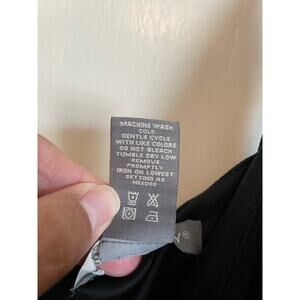 MACHINE WASH
COLD
GENTLE CYCLE
WITH LIKE COLORS
DO NOT BLEACH
TUMBLE DRY LOW
REMOVE
PROMPTLY
IRON ON LOWEST
SETTING AS
NEEDED